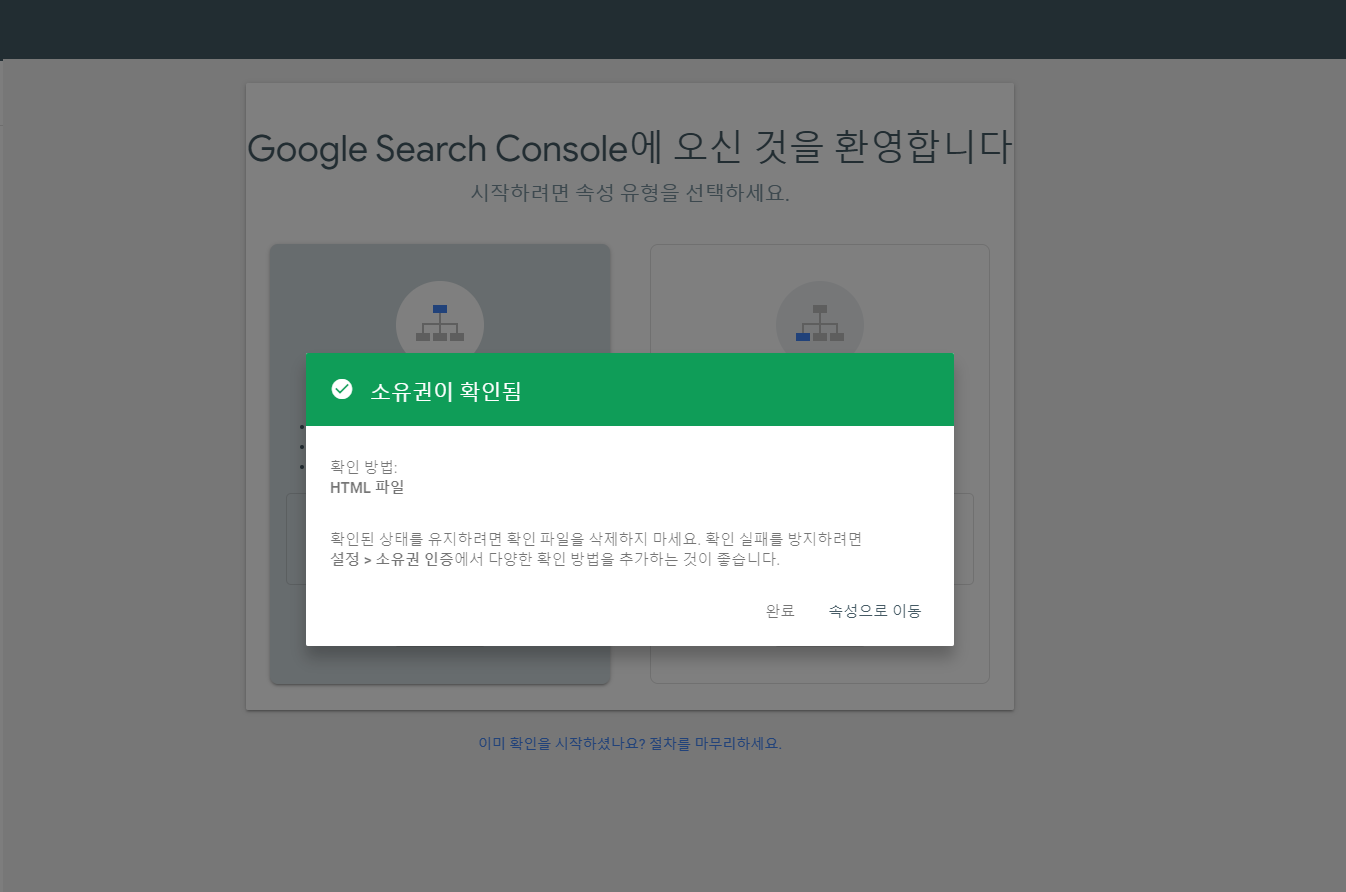 Google Search Console에 오신 것을 환영합니다
시작하려면 속성 유형을 선택하세요.
소유권이 확인됨
확인 방법:
HTML 파일
확인된 상태를 유지하려면 확인 파일을 삭제하지 마세요. 확인 실패를 방지하려면
설정 > 소유권 인증에서 다양한 확인 방법을 추가하는 것이 좋습니다.
완료 속성으로 이동
이미 확인을 시작하셨나요? 절차를 마무리하세요.